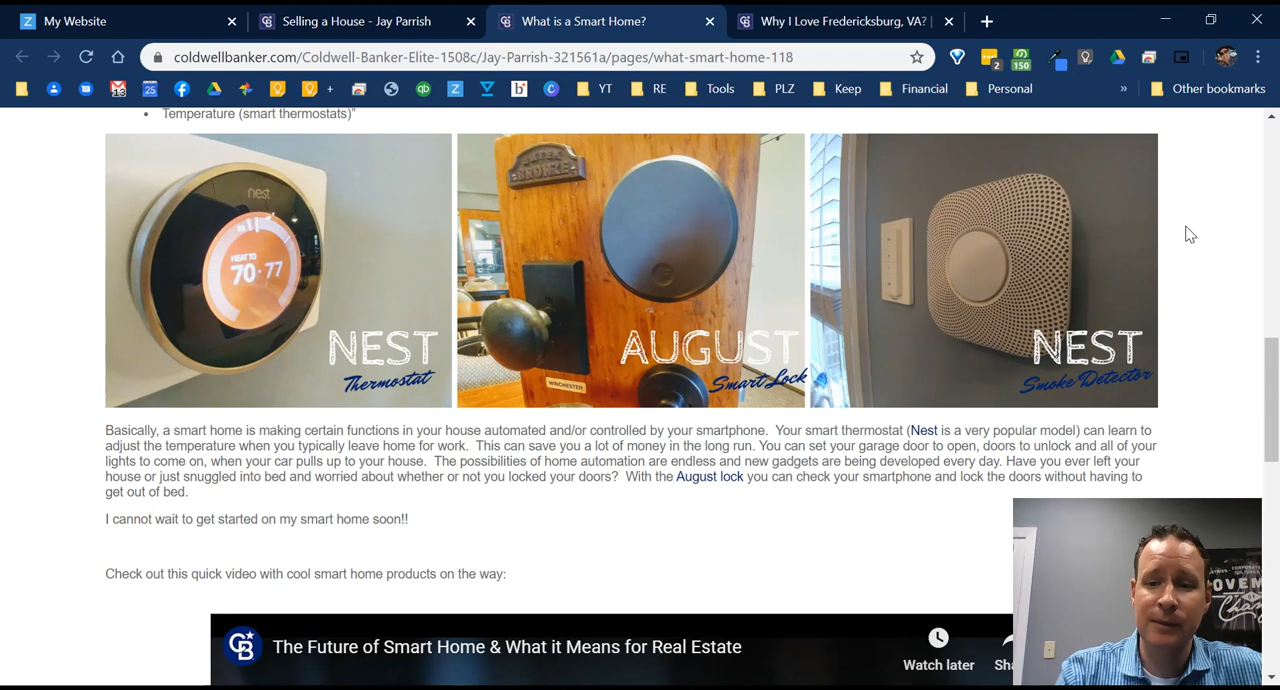 My Website
Selling a House - Jay Parrish
What is a Smart Home?
Why I Love Fredericksburg, VA? |
coldwellbanker.com/Coldwell-Banker-Elite-1508c/Jay-Parrish-321561a/pages/what-smart-home-118
2
150
25
+
YT
RE
Tools
PLZ
Keep
Financial
Personal
»
Other bookmarks
• Temperature (smart thermostats)”
nest
HEAT TO
70 · 77
NEST
Thermostat
BRONZE
WINCHESTER
AUGUST
Smart Lock
NEST
Smoke Detector
Basically, a smart home is making certain functions in your house automated and/or controlled by your smartphone. Your smart thermostat (Nest is a very popular model) can learn to
adjust the temperature when you typically leave home for work. This can save you a lot of money in the long run. You can set your garage door to open, doors to unlock and all of your
lights to come on, when your car pulls up to your house. The possibilities of home automation are endless and new gadgets are being developed every day. Have you ever left your
house or just snuggled into bed and worried about whether or not you locked your doors? With the August lock you can check your smartphone and lock the doors without having to
get out of bed.
I cannot wait to get started on my smart home soon!!
Check out this quick video with cool smart home products on the way:
The Future of Smart Home & What it Means for Real Estate
Watch later